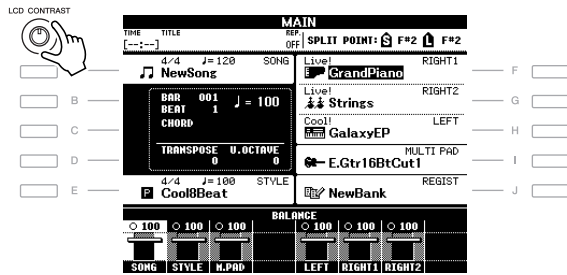 LCD CONTRAST
MAIN
TIME TITLE REP.
[--:--] OFF SPLIT POINT: S F#2 L F#2
4/4 ♩=120 SONG
NewSong
Live! RIGHT1
GrandPiano
F
B
BAR 001 ♩= 100
BEAT 1
CHORD
Live! RIGHT2
Strings
G
C
Cool! LEFT
GalaxyEP
H
D
TRANSPOSE U.OCTAVE
0 0
MULTI PAD
E.Gtr16BtCut1
I
E
4/4 ♩=100 STYLE
P Cool8Beat
REGIST
NewBank
J
BALANCE
100 100 100 100 100 100
SONG STYLE M.PAD LEFT RIGHT1 RIGHT2